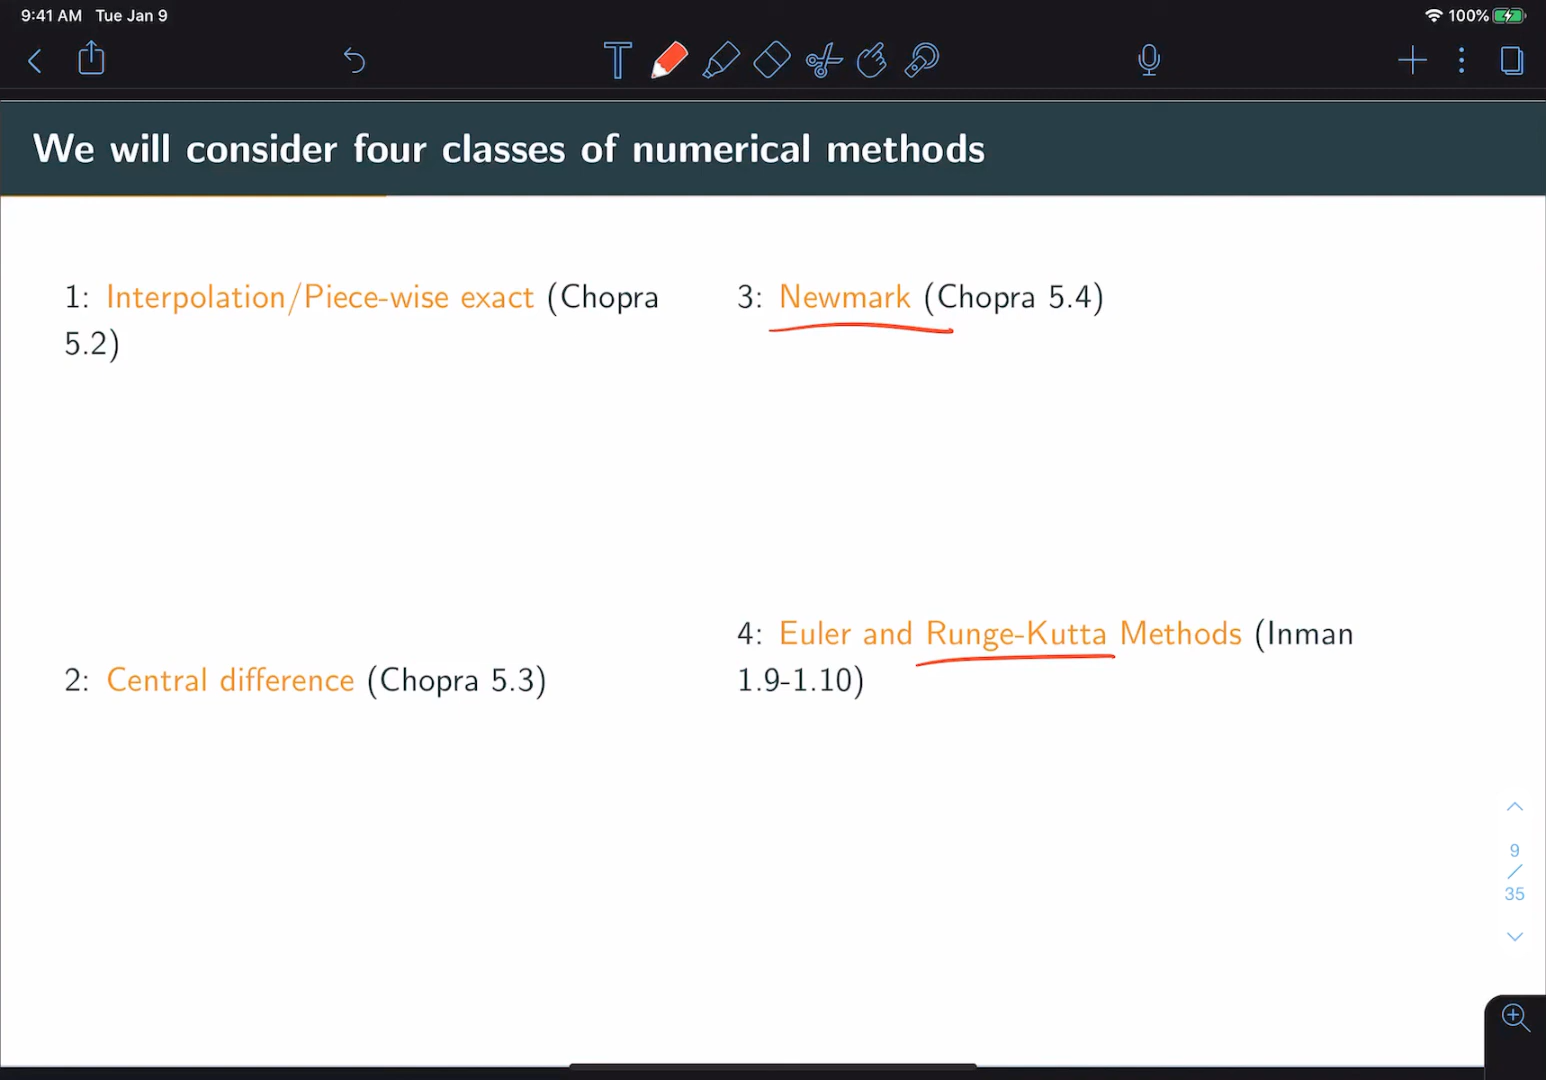 9:41 AM Tue Jan 9
100%
T
We will consider four classes of numerical methods
1: Interpolation/Piece-wise exact (Chopra
5.2)
2: Central difference (Chopra 5.3)
3: Newmark (Chopra 5.4)
4: Euler and Runge-Kutta Methods (Inman
1.9-1.10)
9
/
35